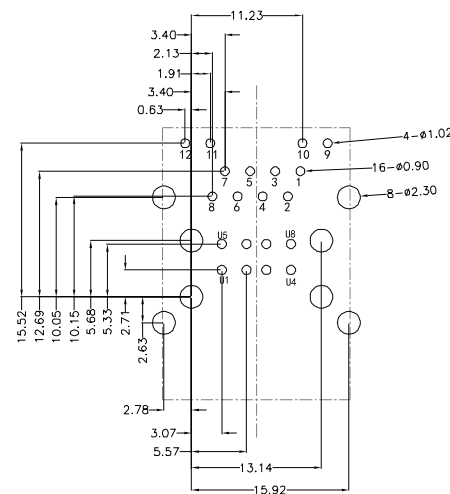 11.23
3.40
2.13
1.91
3.40
0.63
12 11 10 9
4-ø1.02
7 5 3 1
16-ø0.90
8 6 4 2
8-ø2.30
U5 U8
U1 U4
15.52
12.69
10.05
10.15
5.68
5.33
2.71
2.63
2.78
3.07
5.57
13.14
15.92